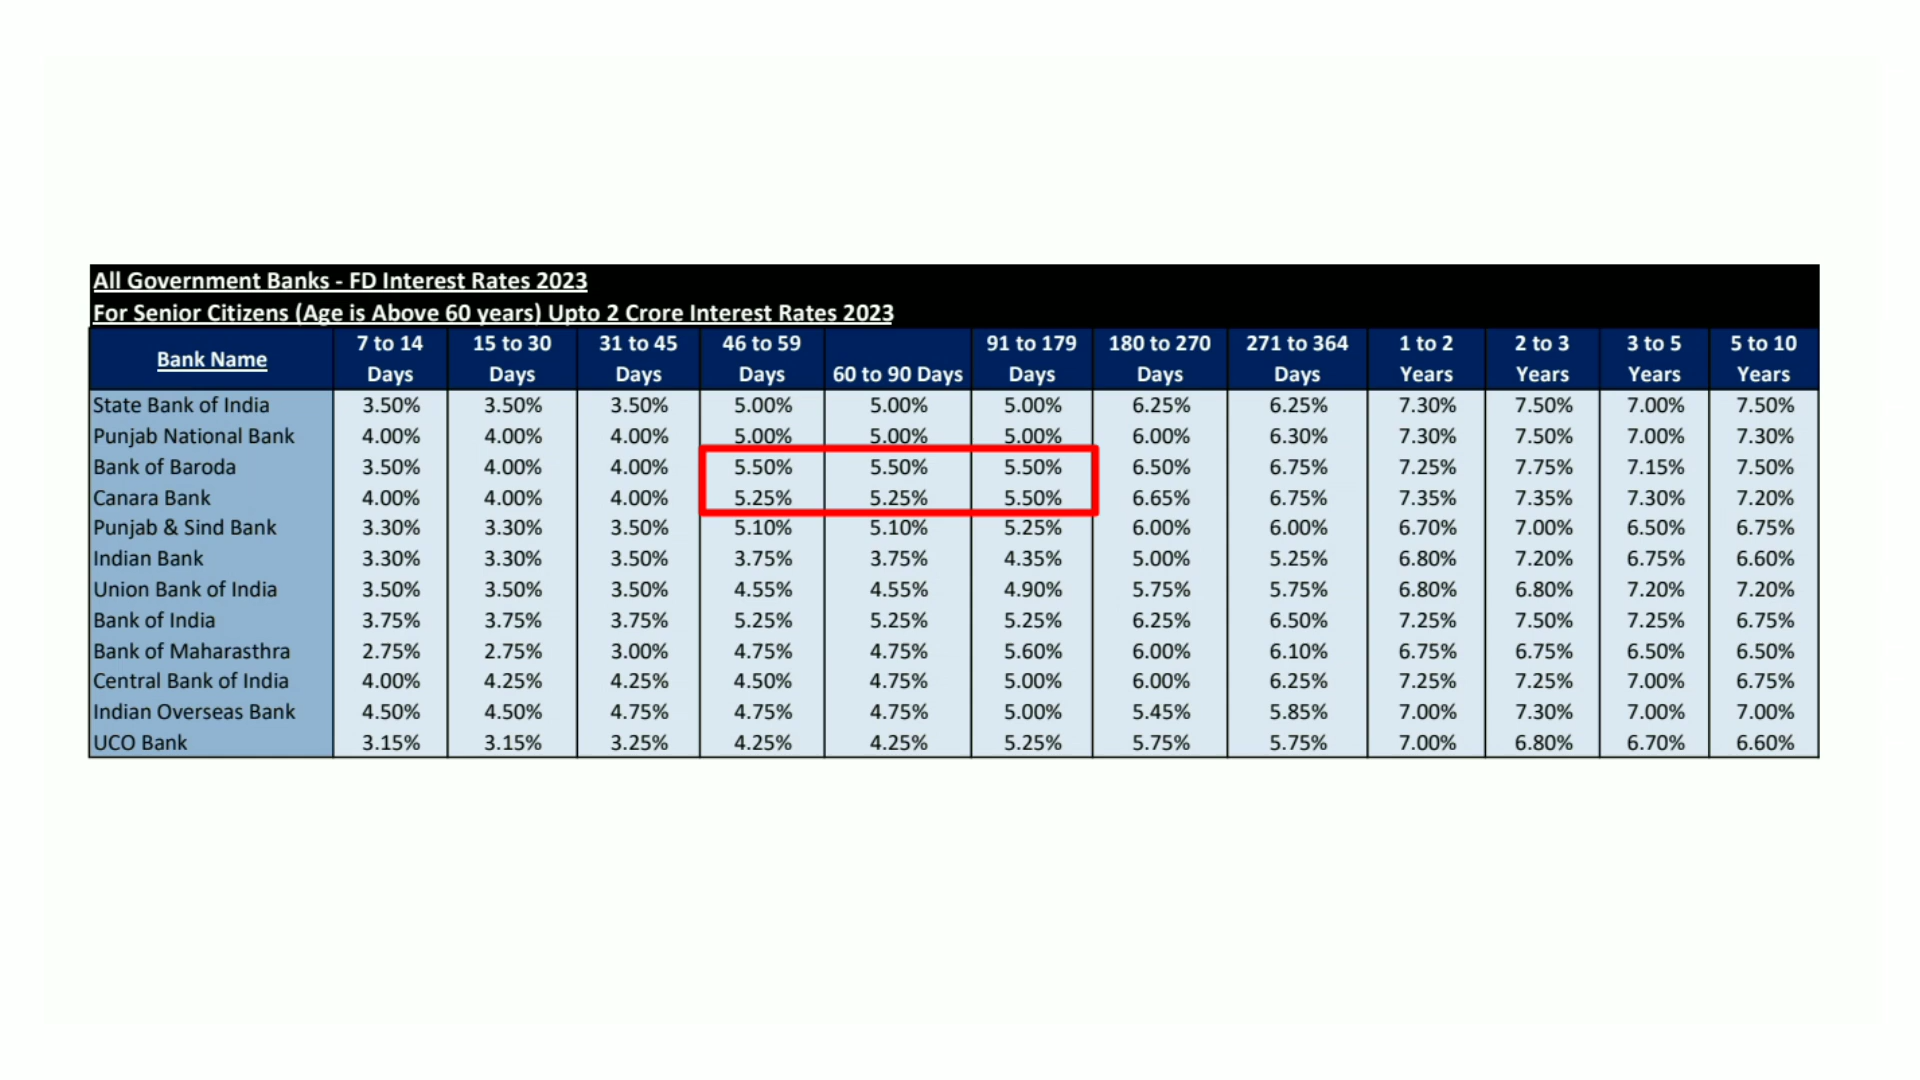 All Government Banks - FD Interest Rates 2023
For Senior Citizens (Age is Above 60 years) Upto 2 Crore Interest Rates 2023
Bank Name 7 to 14 Days 15 to 30 Days 31 to 45 Days 46 to 59 Days 60 to 90 Days 91 to 179 Days 180 to 270 Days 271 to 364 Days 1 to 2 Years 2 to 3 Years 3 to 5 Years 5 to 10 Years
State Bank of India 3.50% 3.50% 3.50% 5.00% 5.00% 5.00% 6.25% 6.25% 7.30% 7.50% 7.00% 7.50%
Punjab National Bank 4.00% 4.00% 4.00% 5.00% 5.00% 5.00% 6.00% 6.30% 7.30% 7.50% 7.00% 7.30%
Bank of Baroda 3.50% 4.00% 4.00% 5.50% 5.50% 5.50% 6.50% 6.75% 7.25% 7.75% 7.15% 7.50%
Canara Bank 4.00% 4.00% 4.00% 5.25% 5.25% 5.50% 6.65% 6.75% 7.35% 7.35% 7.30% 7.20%
Punjab & Sind Bank 3.30% 3.30% 3.50% 5.10% 5.10% 5.25% 6.00% 6.00% 6.70% 7.00% 6.50% 6.75%
Indian Bank 3.30% 3.30% 3.50% 3.75% 3.75% 4.35% 5.00% 5.25% 6.80% 7.20% 6.75% 6.60%
Union Bank of India 3.50% 3.50% 3.50% 4.55% 4.55% 4.90% 5.75% 5.75% 6.80% 6.80% 7.20% 7.20%
Bank of India 3.75% 3.75% 3.75% 5.25% 5.25% 5.25% 6.25% 6.50% 7.25% 7.50% 7.25% 6.75%
Bank of Maharasthra 2.75% 2.75% 3.00% 4.75% 4.75% 5.60% 6.00% 6.10% 6.75% 6.75% 6.50% 6.50%
Central Bank of India 4.00% 4.25% 4.25% 4.50% 4.75% 5.00% 6.00% 6.25% 7.25% 7.25% 7.00% 6.75%
Indian Overseas Bank 4.50% 4.50% 4.75% 4.75% 4.75% 5.00% 5.45% 5.85% 7.00% 7.30% 7.00% 7.00%
UCO Bank 3.15% 3.15% 3.25% 4.25% 4.25% 5.25% 5.75% 5.75% 7.00% 6.80% 6.70% 6.60%